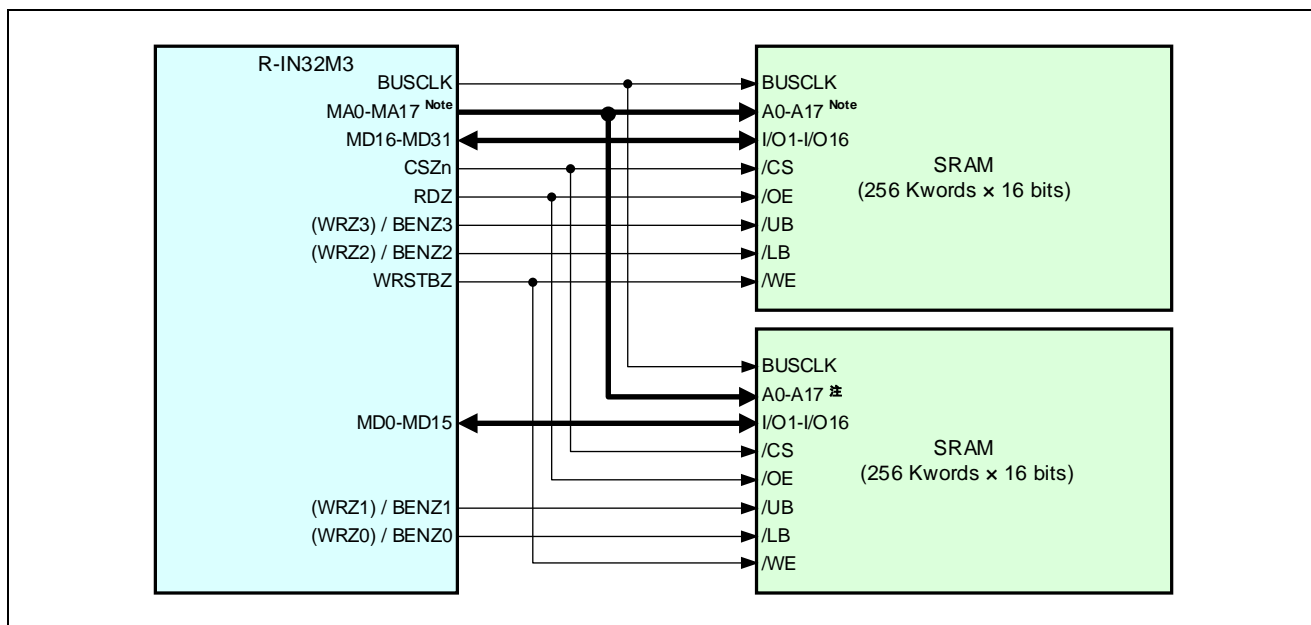 R-IN32M3
BUSCLK
MA0-MA17 Note
MD16-MD31
CSZn
RDZ
(WRZ3) / BENZ3
(WRZ2) / BENZ2
WRSTBZ
MD0-MD15
(WRZ1) / BENZ1
(WRZ0) / BENZ0
BUSCLK
A0-A17 Note
I/O1-I/O16
/CS
/OE
/UB
/LB
/WE
SRAM
(256 Kwords × 16 bits)
BUSCLK
A0-A17 注
I/O1-I/O16
/CS
/OE
/UB
/LB
/WE
SRAM
(256 Kwords × 16 bits)